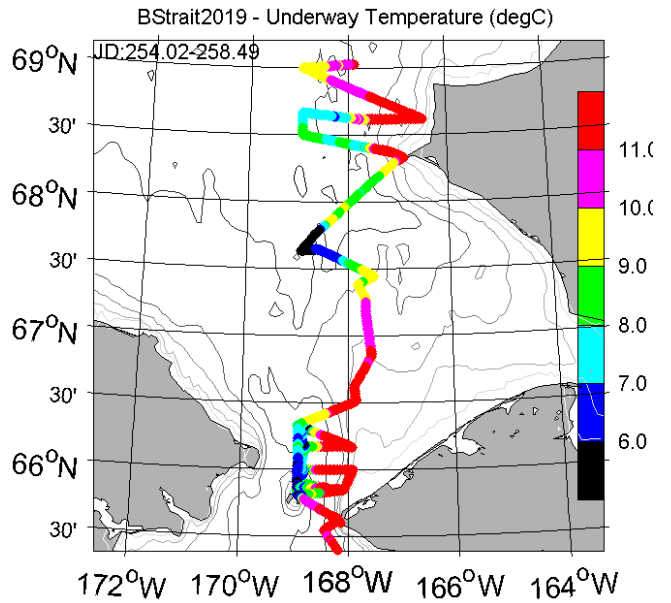 BStrait2019 - Underway Temperature (degC)
JD:254.02-258.49
69°N
30'
68°N
30'
67°N
30'
66°N
30'
172°W 170°W 168°W 166°W 164°W
11.0
10.0
9.0
8.0
7.0
6.0